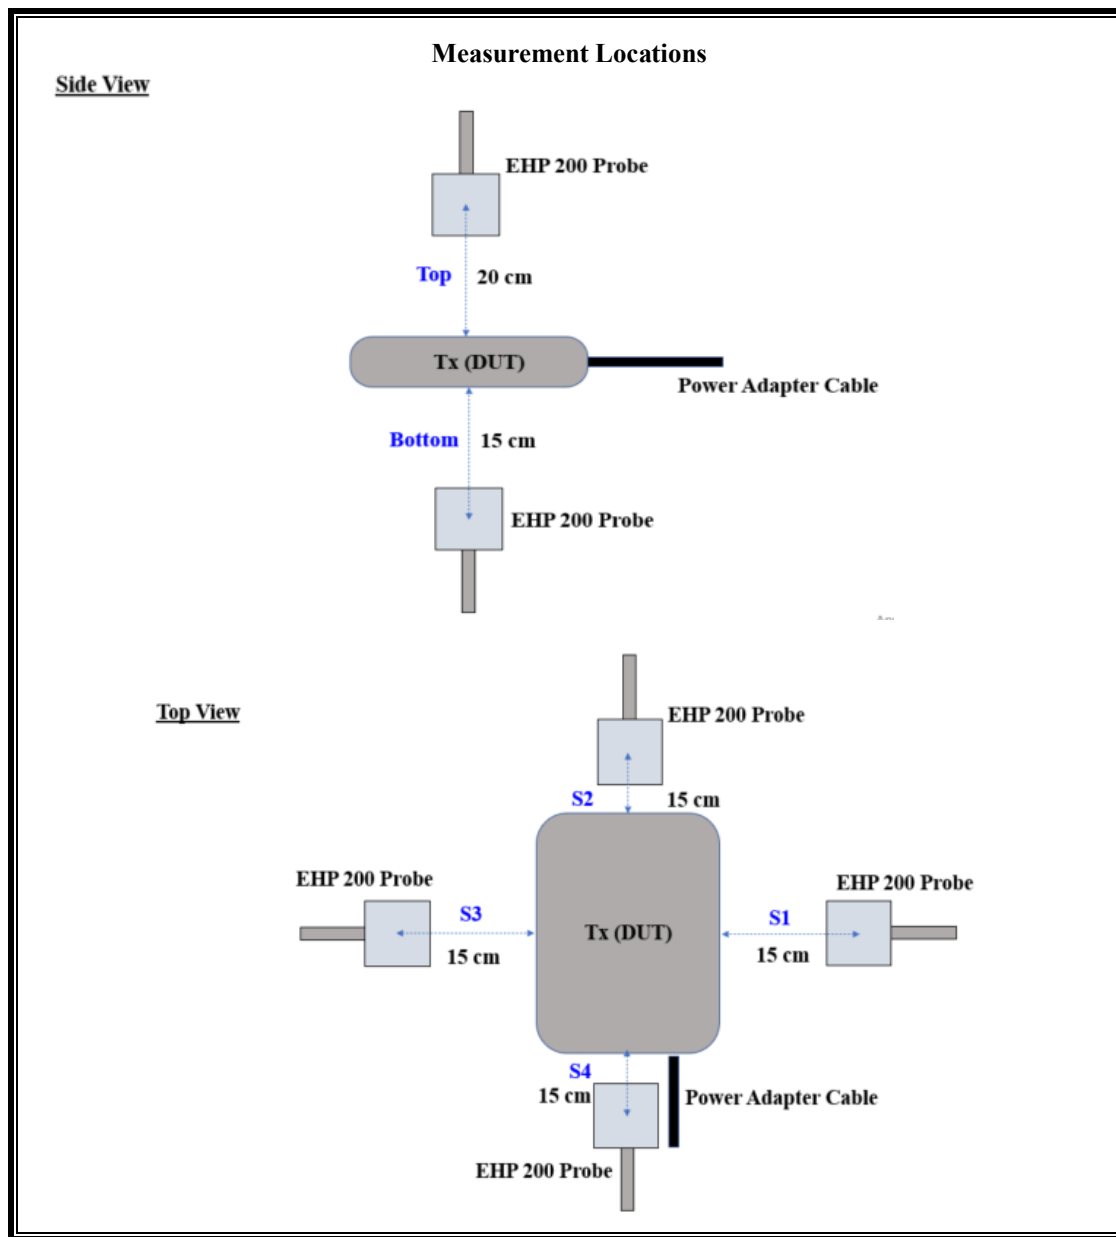 Measurement Locations
Side View
EHP 200 Probe
Top
20 cm
Tx (DUT)
Power Adapter Cable
Bottom
15 cm
EHP 200 Probe
Top View
EHP 200 Probe
S2
15 cm
EHP 200 Probe
EHP 200 Probe
S3
S1
Tx (DUT)
15 cm
15 cm
S4
15 cm
Power Adapter Cable
EHP 200 Probe